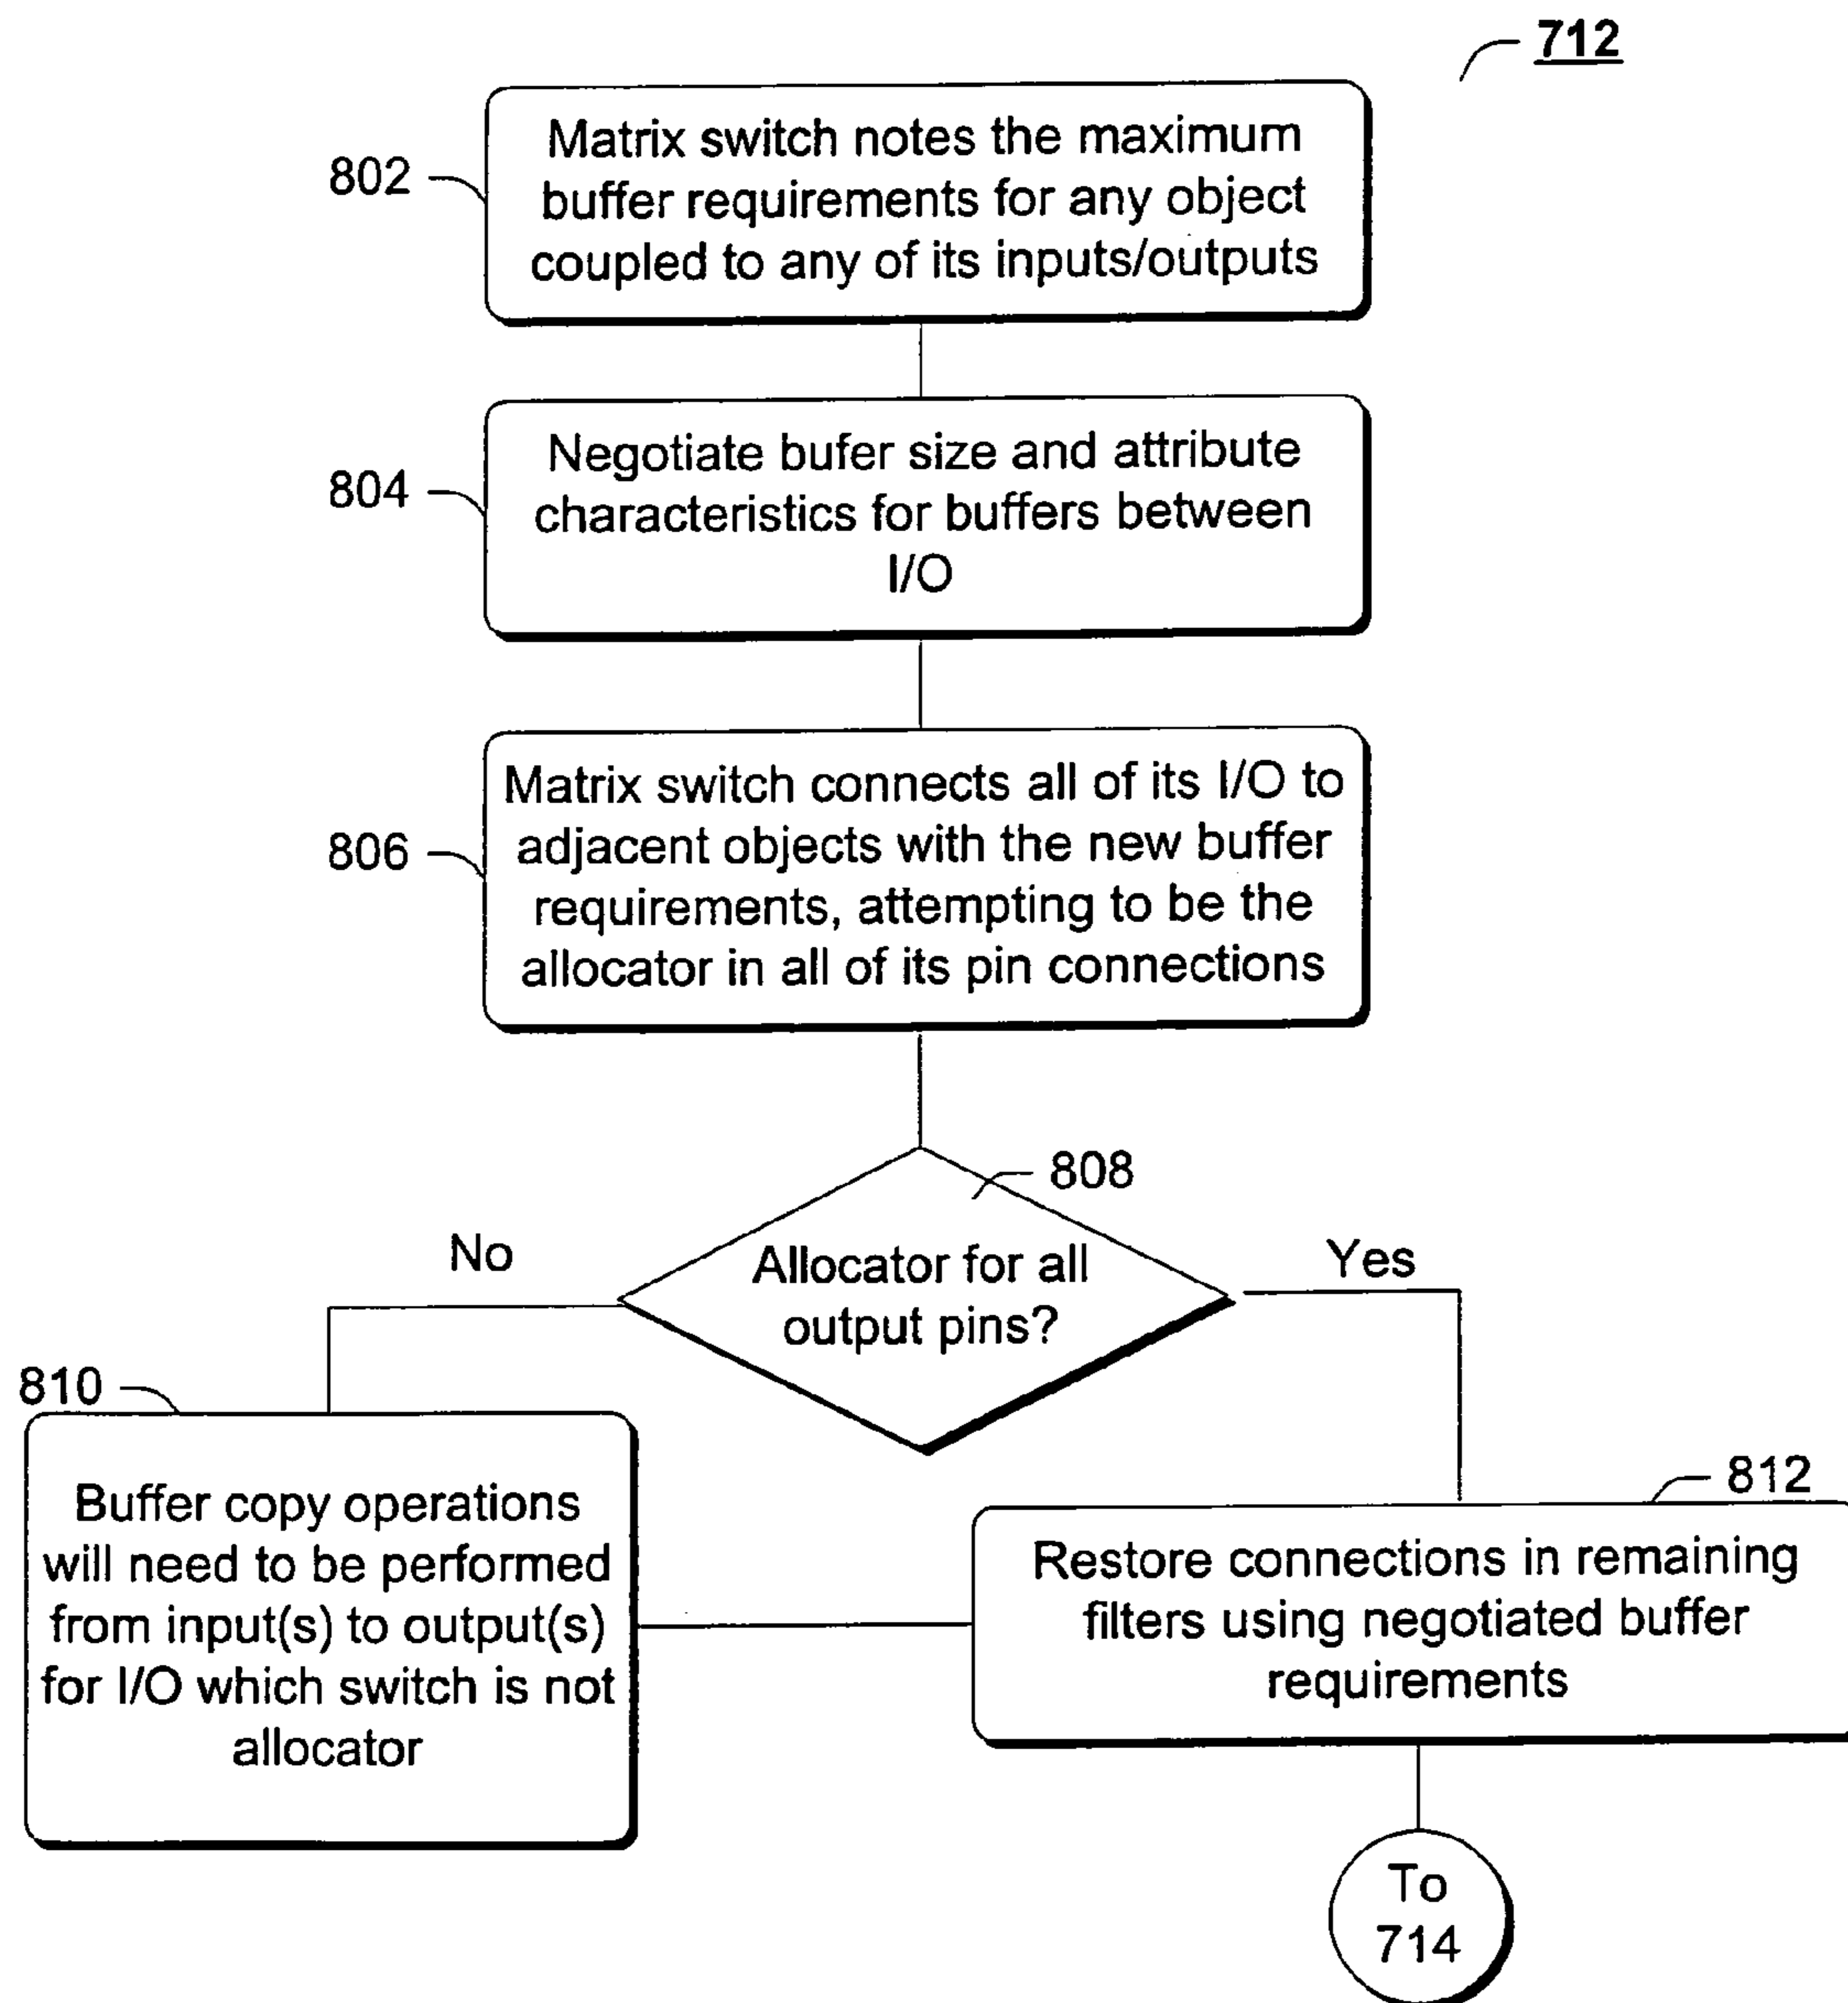 712
802
Matrix switch notes the maximum
buffer requirements for any object
coupled to any of its inputs/outputs
804
Negotiate bufer size and attribute
characteristics for buffers between
I/O
806
Matrix switch connects all of its I/O to
adjacent objects with the new buffer
requirements, attempting to be the
allocator in all of its pin connections
808
Allocator for all
output pins?
No
Yes
810
Buffer copy operations
will need to be performed
from input(s) to output(s)
for I/O which switch is not
allocator
812
Restore connections in remaining
filters using negotiated buffer
requirements
To
714